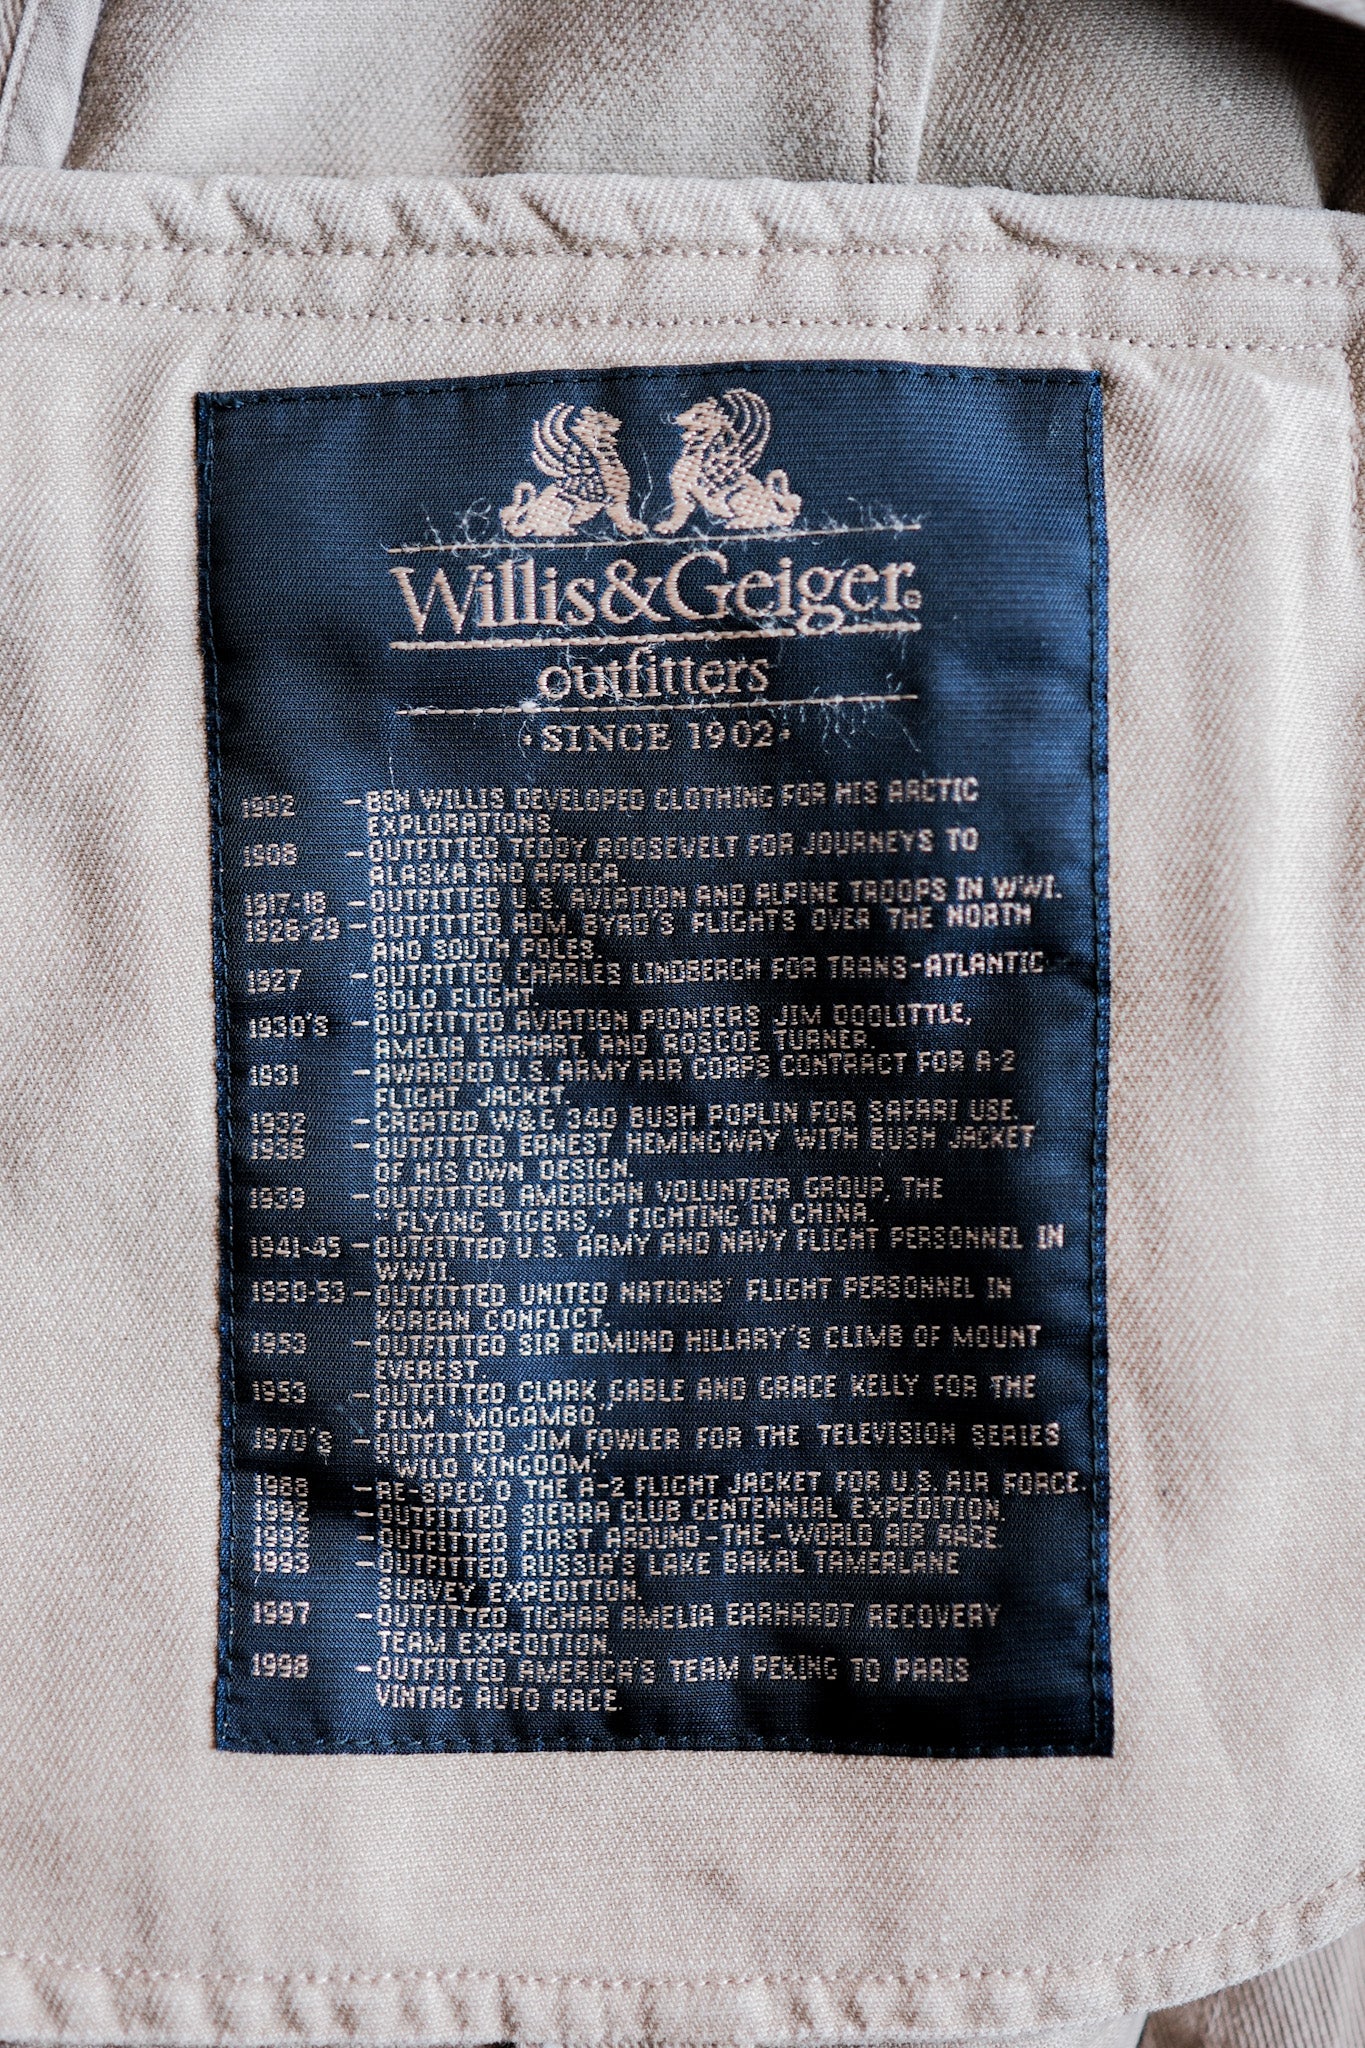 Willis&Geiger®
outfitters
·SINCE 1902·
1902 -BEN WILLIS DEVELOPED CLOTHING FOR HIS ARCTIC
EXPLORATIONS.
1908 -OUTFITTED TEDDY ROOSEVELT FOR JOURNEYS TO
ALASKA AND AFRICA.
1917-18 -OUTFITTED U.S. AVIATION AND ALPINE TROOPS IN WWI.
1926-29 -OUTFITTED ADM. BYRD'S FLIGHTS OVER THE NORTH
AND SOUTH POLES.
1927 -OUTFITTED CHARLES LINDBERGH FOR TRANS-ATLANTIC
SOLO FLIGHT.
1930'S -OUTFITTED AVIATION PIONEERS JIM DOOLITTLE,
AMELIA EARHART AND ROSCOE TURNER.
1931 -AWARDED U.S. ARMY AIR CORPS CONTRACT FOR A-2
FLIGHT JACKET.
-CREATED W&G 340 BUSH POPLIN FOR SAFARI USE.
1936 -OUTFITTED ERNEST HEMINGWAY WITH BUSH JACKET
OF HIS OWN DESIGN.
1939 -OUTFITTED AMERICAN VOLUNTEER GROUP, THE
"FLYING TIGERS," FIGHTING IN CHINA.
1941-45 -OUTFITTED U.S. ARMY AND NAVY FLIGHT PERSONNEL IN
WWII.
1950-53 -OUTFITTED UNITED NATIONS' FLIGHT PERSONNEL IN
KOREAN CONFLICT.
1953 -OUTFITTED SIR EDMUND HILLARY'S CLIMB OF MOUNT
EVEREST.
1953 -OUTFITTED CLARK GABLE AND GRACE KELLY FOR THE
FILM "MOGAMBO."
1970'S -OUTFITTED JIM FOWLER FOR THE TELEVISION SERIES
"WILD KINGDOM."
1988 -RE-SPEC'D THE A-2 FLIGHT JACKET FOR U.S. AIR FORCE.
1992 -OUTFITTED SIERRA CLUB CENTENNIAL EXPEDITION.
1992 -OUTFITTED FIRST AROUND-THE-WORLD AIR RACE.
1993 -OUTFITTED RUSSIA'S LAKE BAKAL TAMERLANE
SURVEY EXPEDITION.
1997 -OUTFITTED TIGHAR AMELIA EARHARDT RECOVERY
TEAM EXPEDITION.
1998 -OUTFITTED AMERICA'S TEAM PEKING TO PARIS
VINTAG AUTO RACE.